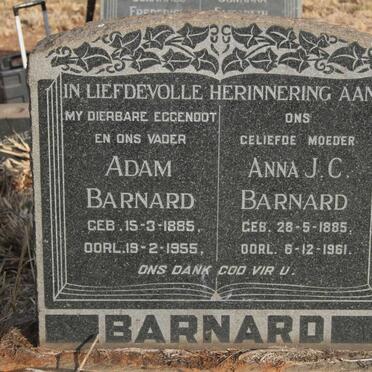 IN LIEFDEVOLLE HERINNERING AAN
MY DIERBARE EGGENOOT
EN ONS VADER
ADAM
BARNARD
GEB. 15-3-1885,
OORL. 19-2-1955,
ONS
GELIEFDE MOEDER
ANNA J. C.
BARNARD
GEB. 28-5-1885,
OORL. 6-12-1961.
ONS DANK GOD VIR U.
BARNARD